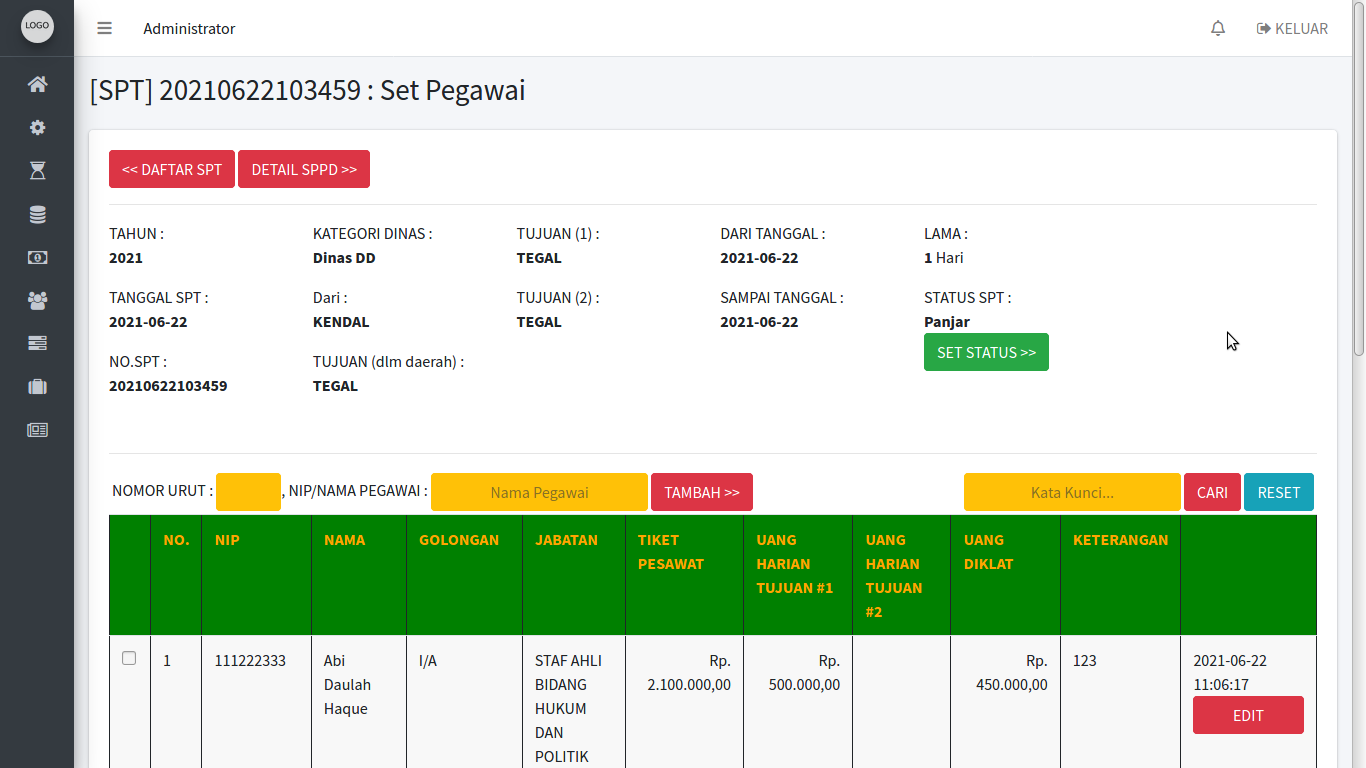 LOGO
Administrator
KELUAR
[SPT] 20210622103459 : Set Pegawai
<< DAFTAR SPT
DETAIL SPPD >>
TAHUN :
2021
KATEGORI DINAS :
Dinas DD
TUJUAN (1) :
TEGAL
DARI TANGGAL :
2021-06-22
LAMA :
1 Hari
TANGGAL SPT :
2021-06-22
Dari :
KENDAL
TUJUAN (2) :
TEGAL
SAMPAI TANGGAL :
2021-06-22
STATUS SPT :
Panjar
SET STATUS >>
NO.SPT :
20210622103459
TUJUAN (dlm daerah) :
TEGAL
NOMOR URUT : , NIP/NAMA PEGAWAI : Nama Pegawai TAMBAH >>
Kata Kunci... CARI RESET
NO.
NIP
NAMA
GOLONGAN
JABATAN
TIKET
PESAWAT
UANG
HARIAN
TUJUAN #1
UANG
HARIAN
TUJUAN
#2
UANG
DIKLAT
KETERANGAN
1
111222333
Abi
Daulah
Haque
I/A
STAF AHLI
BIDANG
HUKUM
DAN
POLITIK
Rp.
2.100.000,00
Rp.
500.000,00
Rp.
450.000,00
123
2021-06-22
11:06:17
EDIT